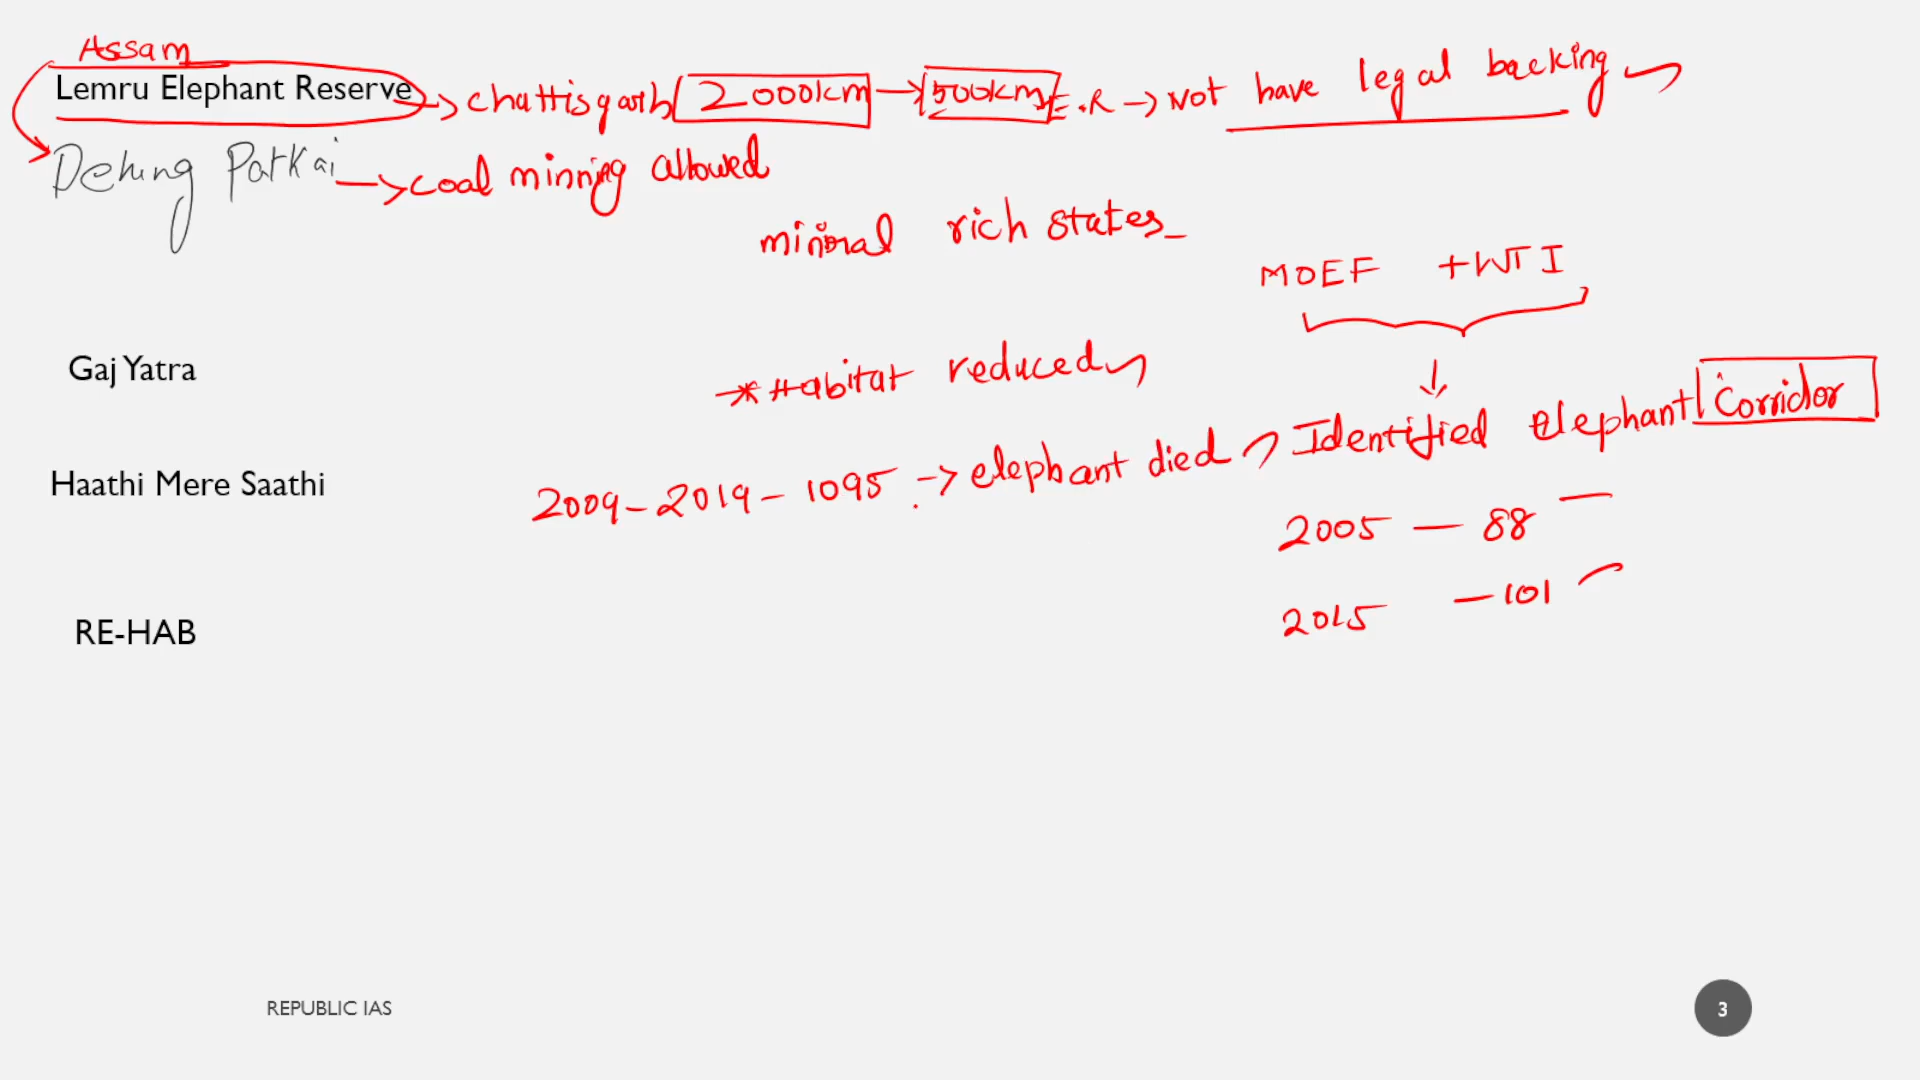 Assam
Lemru Elephant Reserve → chattisgarh 2000km → 500km E.R → Not have legal backing
Dehing Patkai → coal minning allowed
minral rich states
MOEF + WTI
Gaj Yatra
* Habitat reduced
Identified elephant corridor
Haathi Mere Saathi
2009-2019-1095 → elephant died
2005 - 88
2015 - 101
RE-HAB
REPUBLIC IAS
3